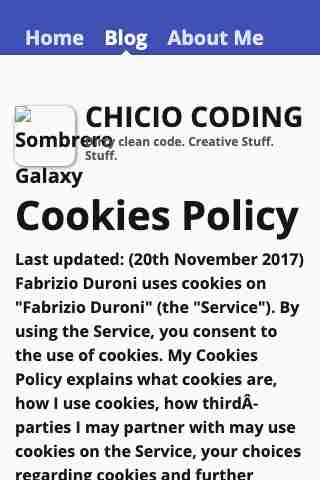 Home Blog About Me
CHICIO CODING
Sombrero
Galaxy
clean code. Creative Stuff.
Stuff.
Cookies Policy
Last updated: (20th November 2017)
Fabrizio Duroni uses cookies on
"Fabrizio Duroni" (the "Service"). By
using the Service, you consent to
the use of cookies. My Cookies
Policy explains what cookies are,
how I use cookies, how thirdÂ-
parties I may partner with may use
cookies on the Service, your choices
regarding cookies and further